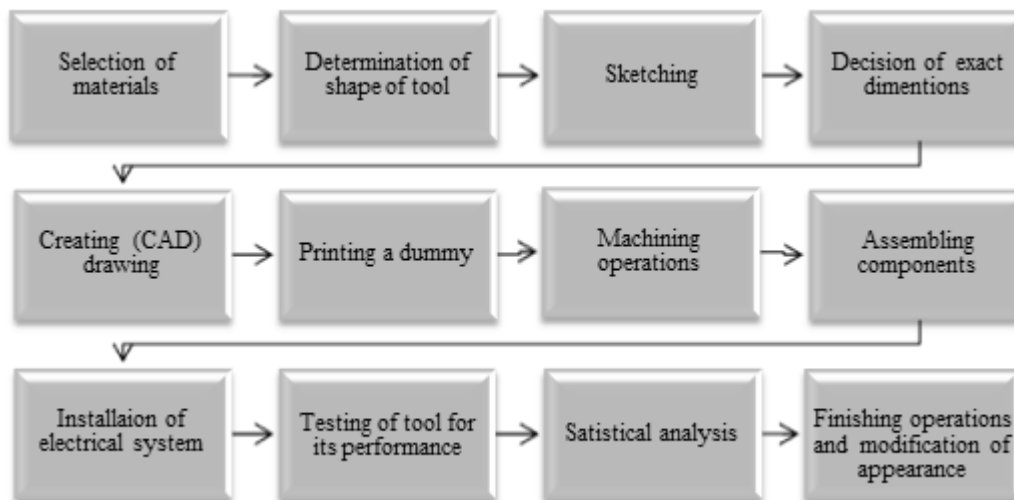 Selection of
materials
Determination of
shape of tool
Sketching
Decision of exact
dimentions
Creating (CAD)
drawing
Printing a dummy
Machining
operations
Assembling
components
Installaion of
electrical system
Testing of tool for
its performance
Satistical analysis
Finishing operations
and modification of
appearance